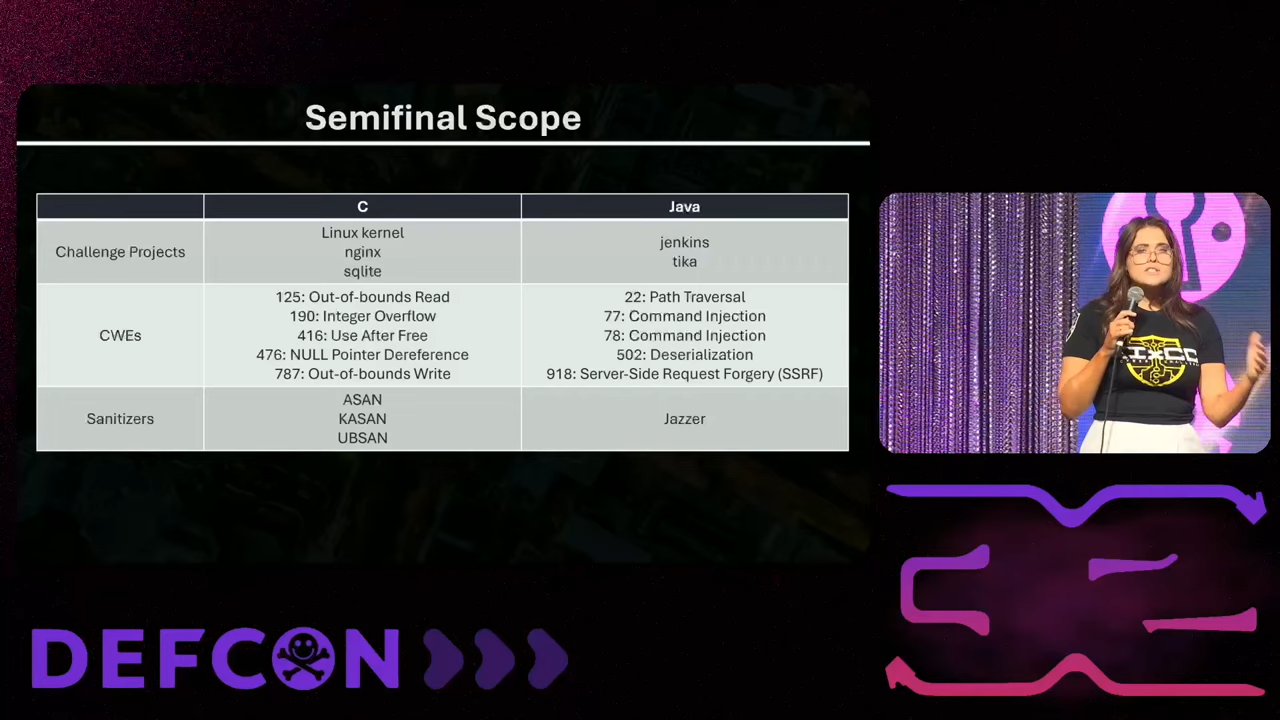 Semifinal Scope
C Java
Challenge Projects
Linux kernel
nginx
sqlite
jenkins
tika
CWEs
125: Out-of-bounds Read
190: Integer Overflow
416: Use After Free
476: NULL Pointer Dereference
787: Out-of-bounds Write
22: Path Traversal
77: Command Injection
78: Command Injection
502: Deserialization
918: Server-Side Request Forgery (SSRF)
Sanitizers
ASAN
KASAN
UBSAN
Jazzer
DEFCON